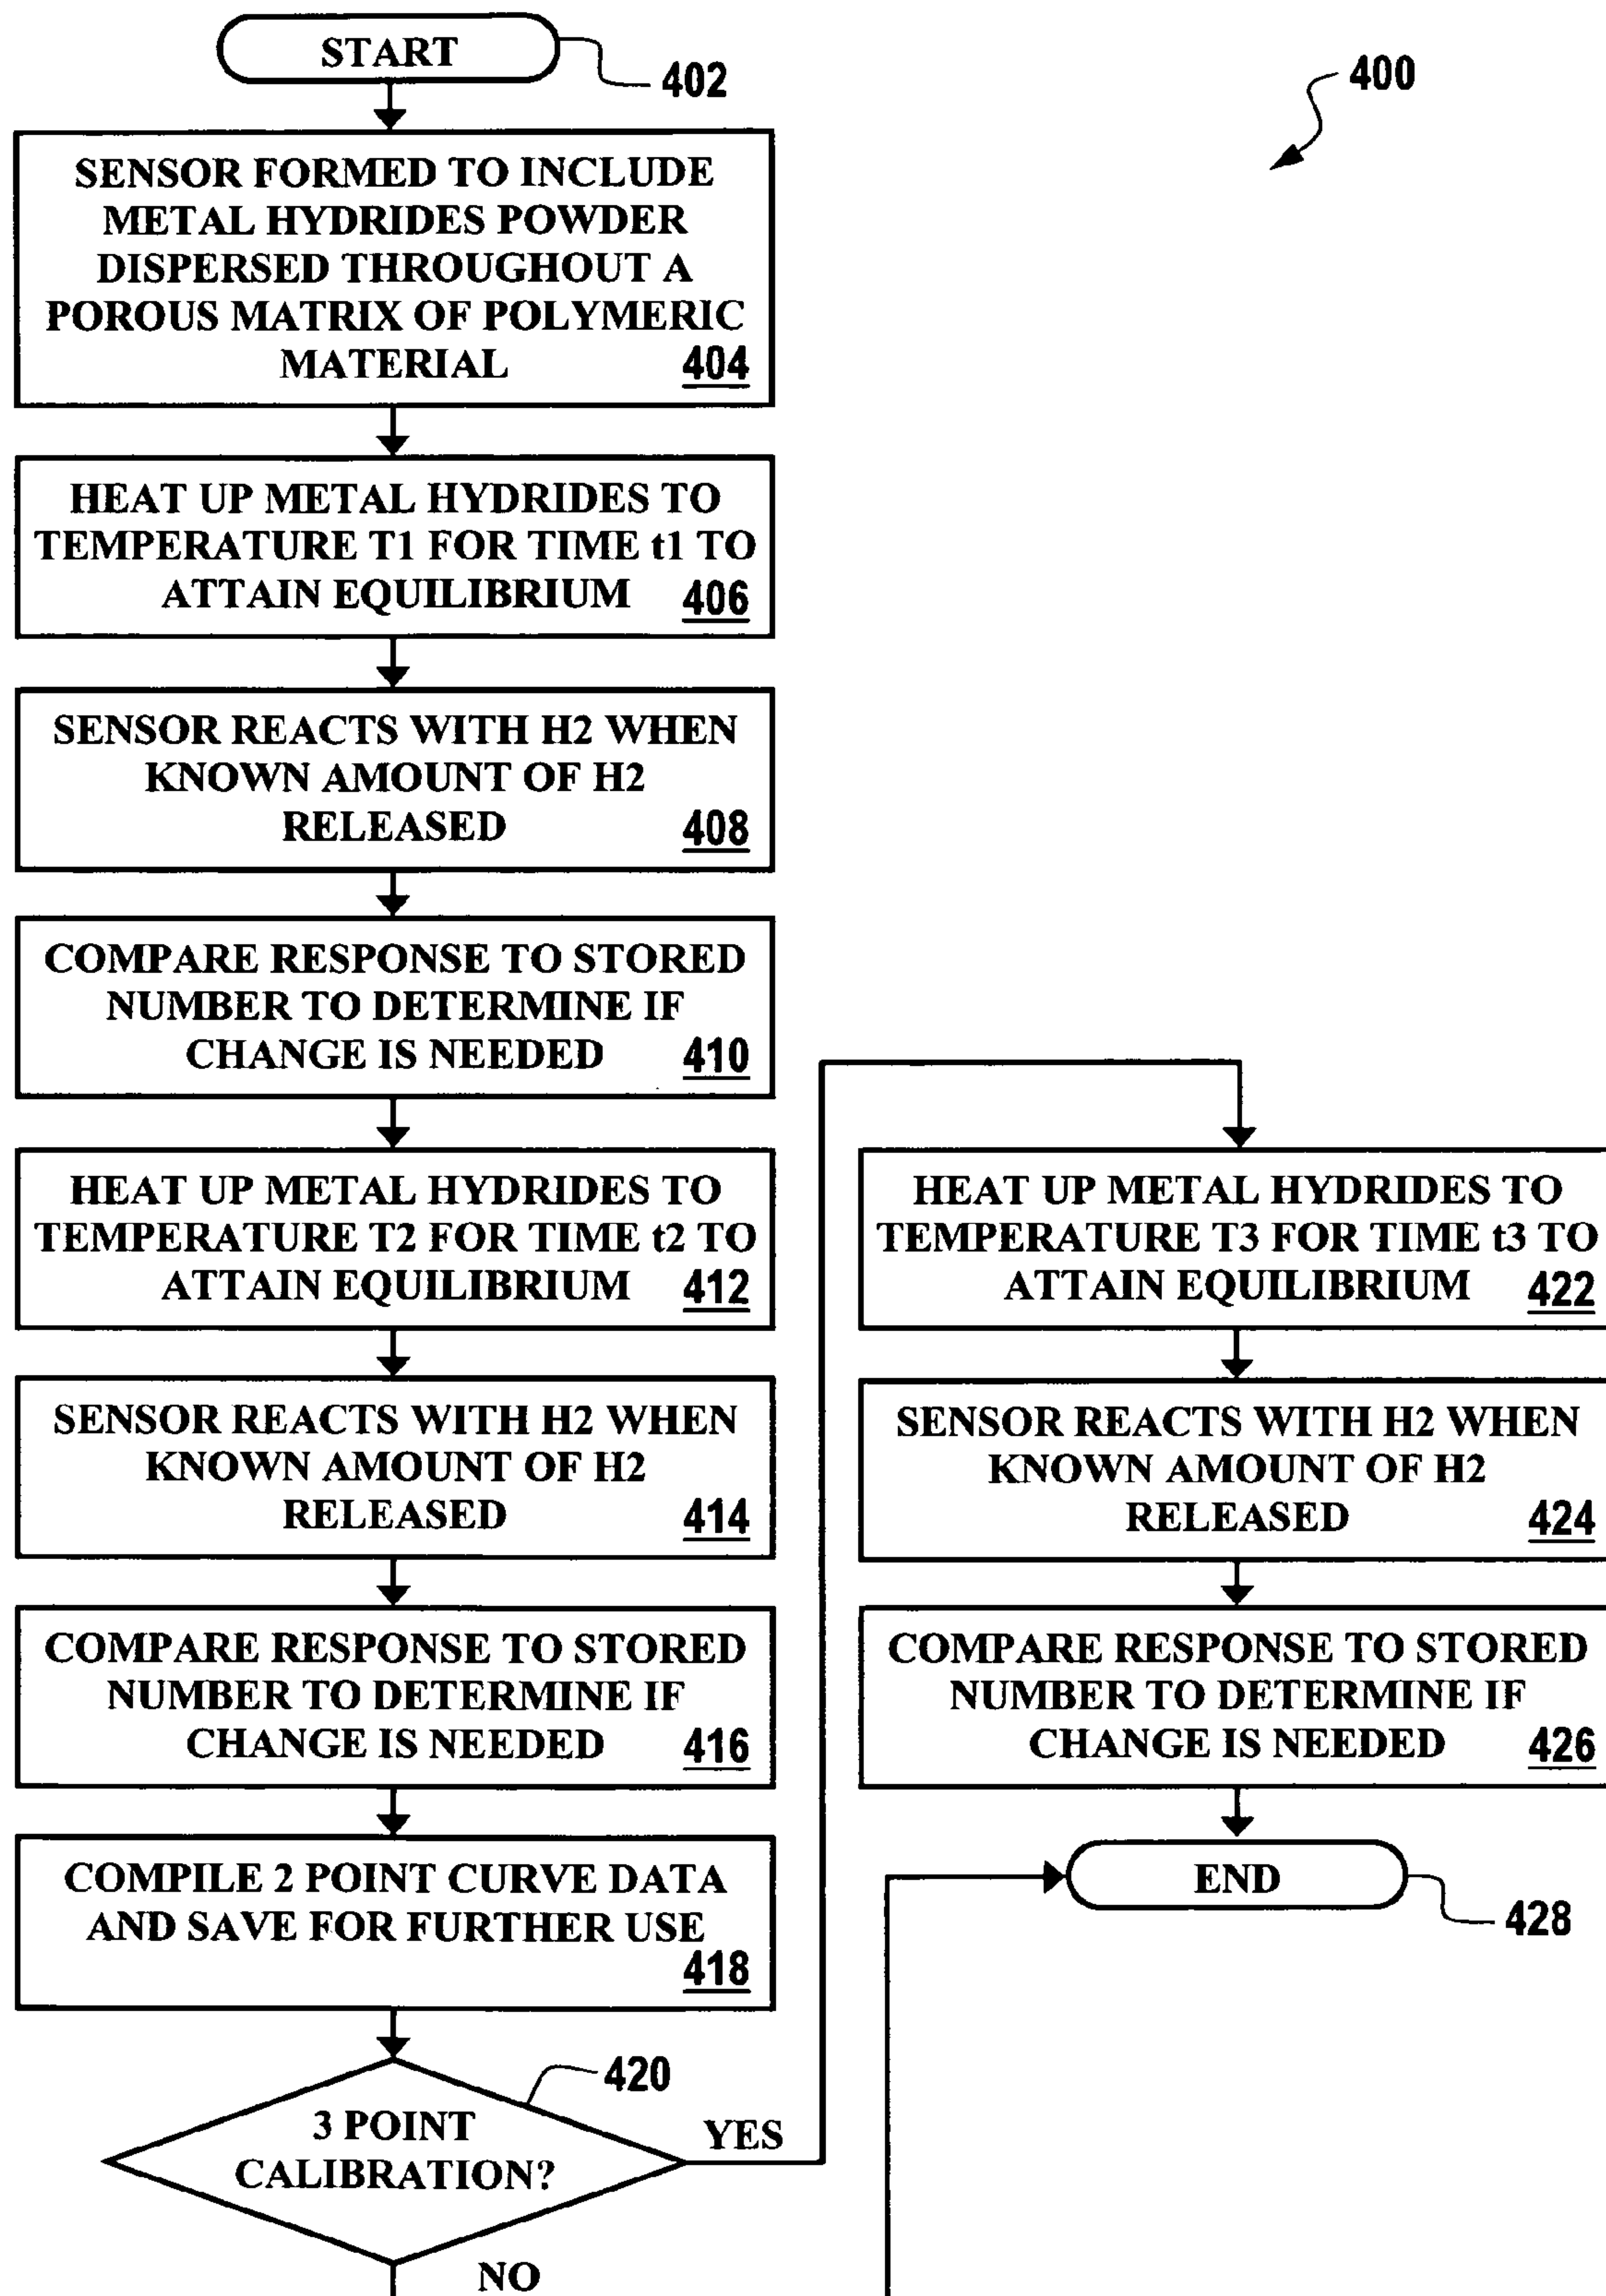 START
402
400
SENSOR FORMED TO INCLUDE
METAL HYDRIDES POWDER
DISPERSED THROUGHOUT A
POROUS MATRIX OF POLYMERIC
MATERIAL 404
HEAT UP METAL HYDRIDES TO
TEMPERATURE T1 FOR TIME t1 TO
ATTAIN EQUILIBRIUM 406
SENSOR REACTS WITH H2 WHEN
KNOWN AMOUNT OF H2
RELEASED 408
COMPARE RESPONSE TO STORED
NUMBER TO DETERMINE IF
CHANGE IS NEEDED 410
HEAT UP METAL HYDRIDES TO
TEMPERATURE T2 FOR TIME t2 TO
ATTAIN EQUILIBRIUM 412
SENSOR REACTS WITH H2 WHEN
KNOWN AMOUNT OF H2
RELEASED 414
COMPARE RESPONSE TO STORED
NUMBER TO DETERMINE IF
CHANGE IS NEEDED 416
COMPILE 2 POINT CURVE DATA
AND SAVE FOR FURTHER USE
418
420
3 POINT
CALIBRATION?
YES
NO
HEAT UP METAL HYDRIDES TO
TEMPERATURE T3 FOR TIME t3 TO
ATTAIN EQUILIBRIUM 422
SENSOR REACTS WITH H2 WHEN
KNOWN AMOUNT OF H2
RELEASED 424
COMPARE RESPONSE TO STORED
NUMBER TO DETERMINE IF
CHANGE IS NEEDED 426
END
428